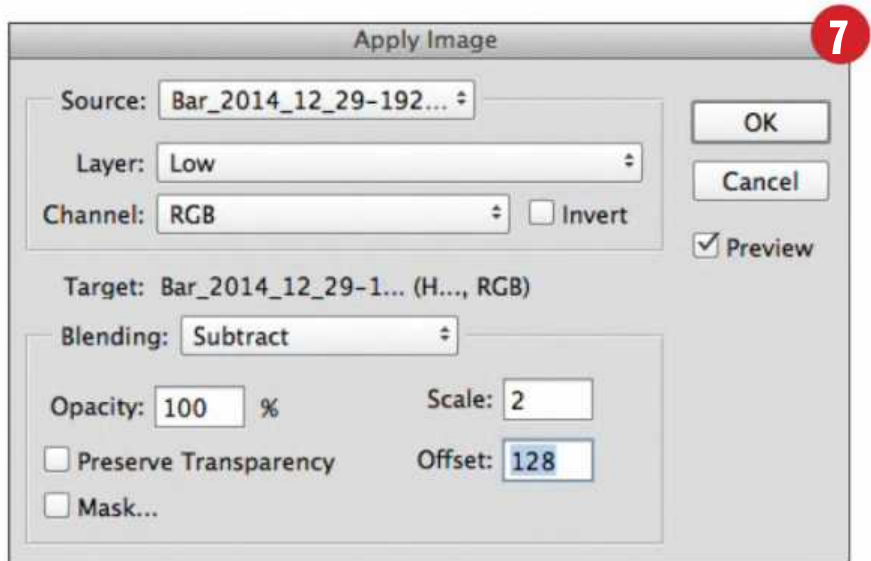 Apply Image
7
Source: Bar_2014_12_29-192...
OK
Layer: Low
Cancel
Channel: RGB
Invert
Preview
Target: Bar_2014_12_29-1... (H..., RGB)
Blending: Subtract
Opacity: 100 %
Scale: 2
Preserve Transparency
Offset: 128
Mask...